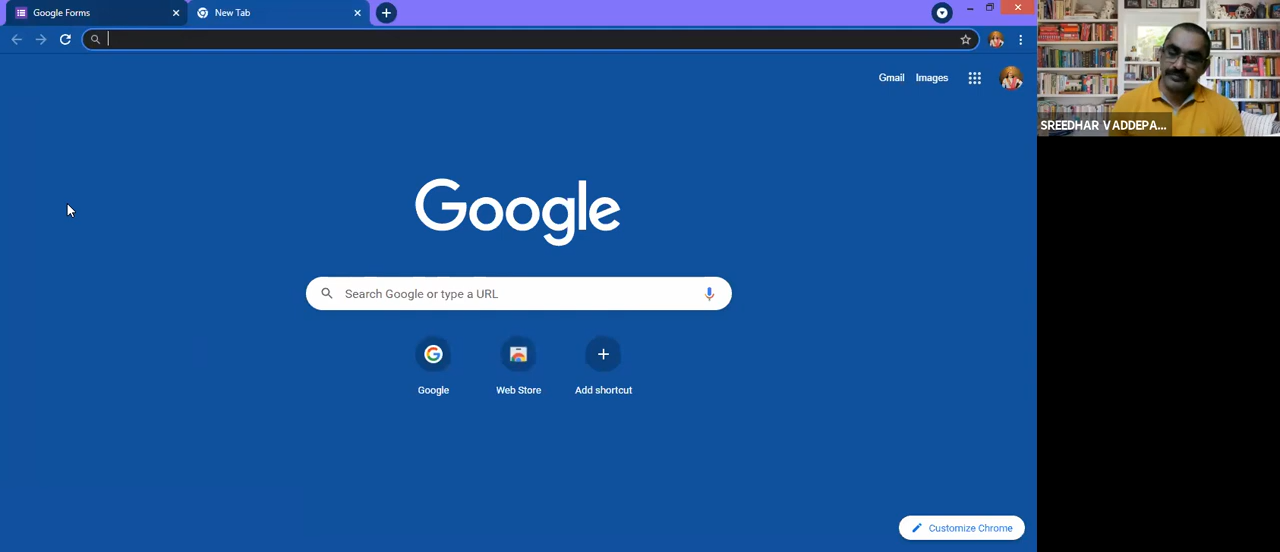 Google Forms
New Tab
Gmail Images
Google
Search Google or type a URL
Google
Web Store
Add shortcut
Customize Chrome
SREEDHAR VADDEPA...